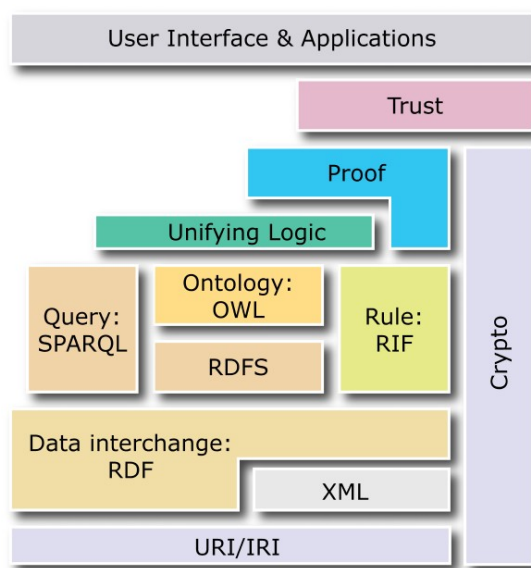 User Interface & Applications
Trust
Proof
Unifying Logic
Ontology:
OWL
Query:
SPARQL
Rule:
RIF
RDFS
Crypto
Data interchange:
RDF
XML
URI/IRI